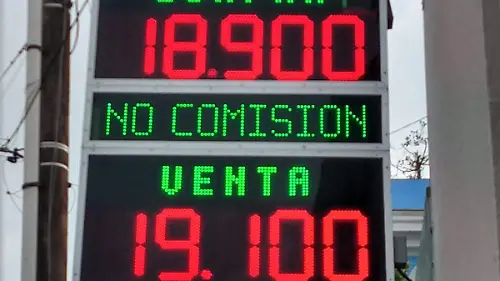 18.900
NO COMISION
VENTA
19.100